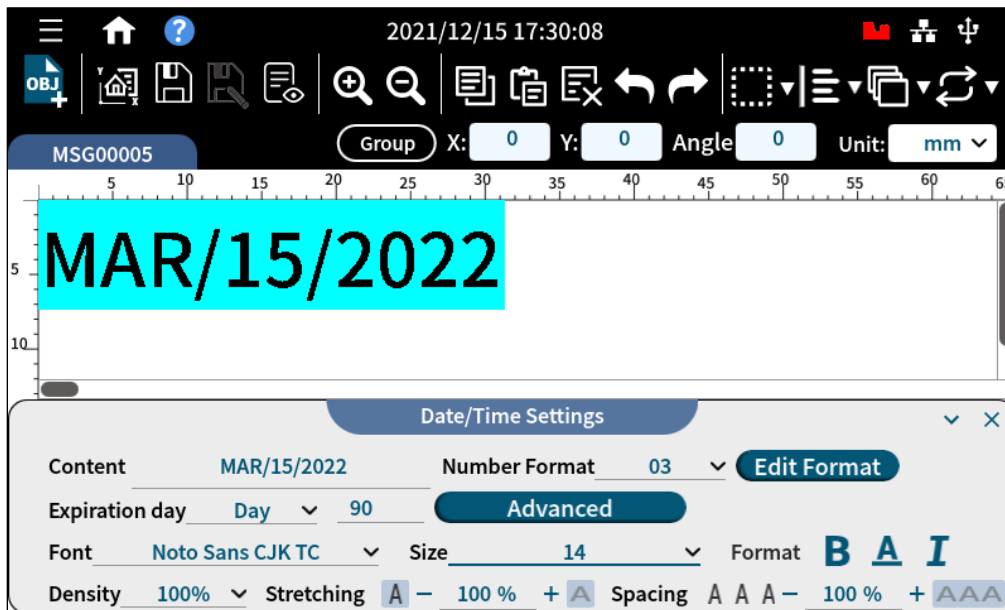 2021/12/15 17:30:08
OBJ
MSG00005 Group X: 0 Y: 0 Angle 0 Unit: mm
5 10 15 20 25 30 35 40 45 50 55 60
MAR/15/2022
5
10
Date/Time Settings
Content MAR/15/2022 Number Format 03 Edit Format
Expiration day Day 90 Advanced
Font Noto Sans CJK TC Size 14 Format B A I
Density 100% Stretching A − 100 % + A Spacing A A A − 100 % + AAA